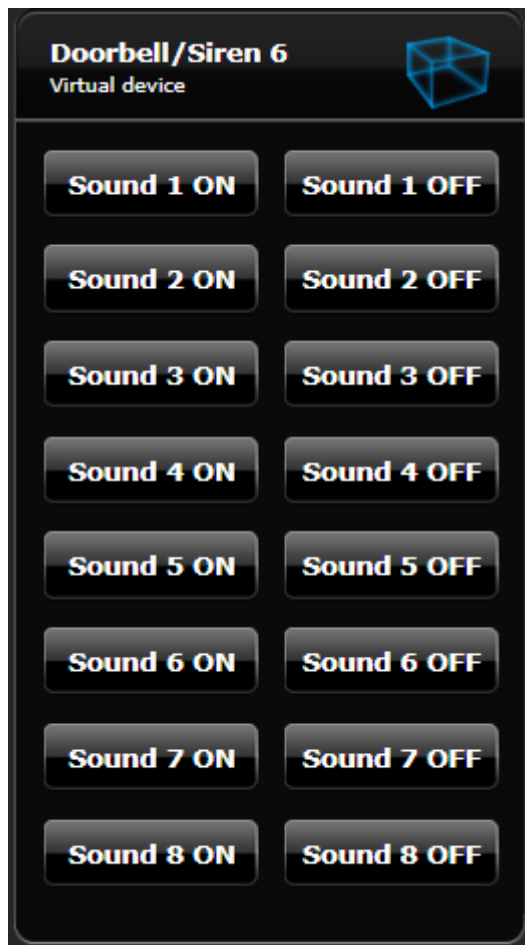 Doorbell/Siren 6
Virtual device
Sound 1 ON Sound 1 OFF
Sound 2 ON Sound 2 OFF
Sound 3 ON Sound 3 OFF
Sound 4 ON Sound 4 OFF
Sound 5 ON Sound 5 OFF
Sound 6 ON Sound 6 OFF
Sound 7 ON Sound 7 OFF
Sound 8 ON Sound 8 OFF